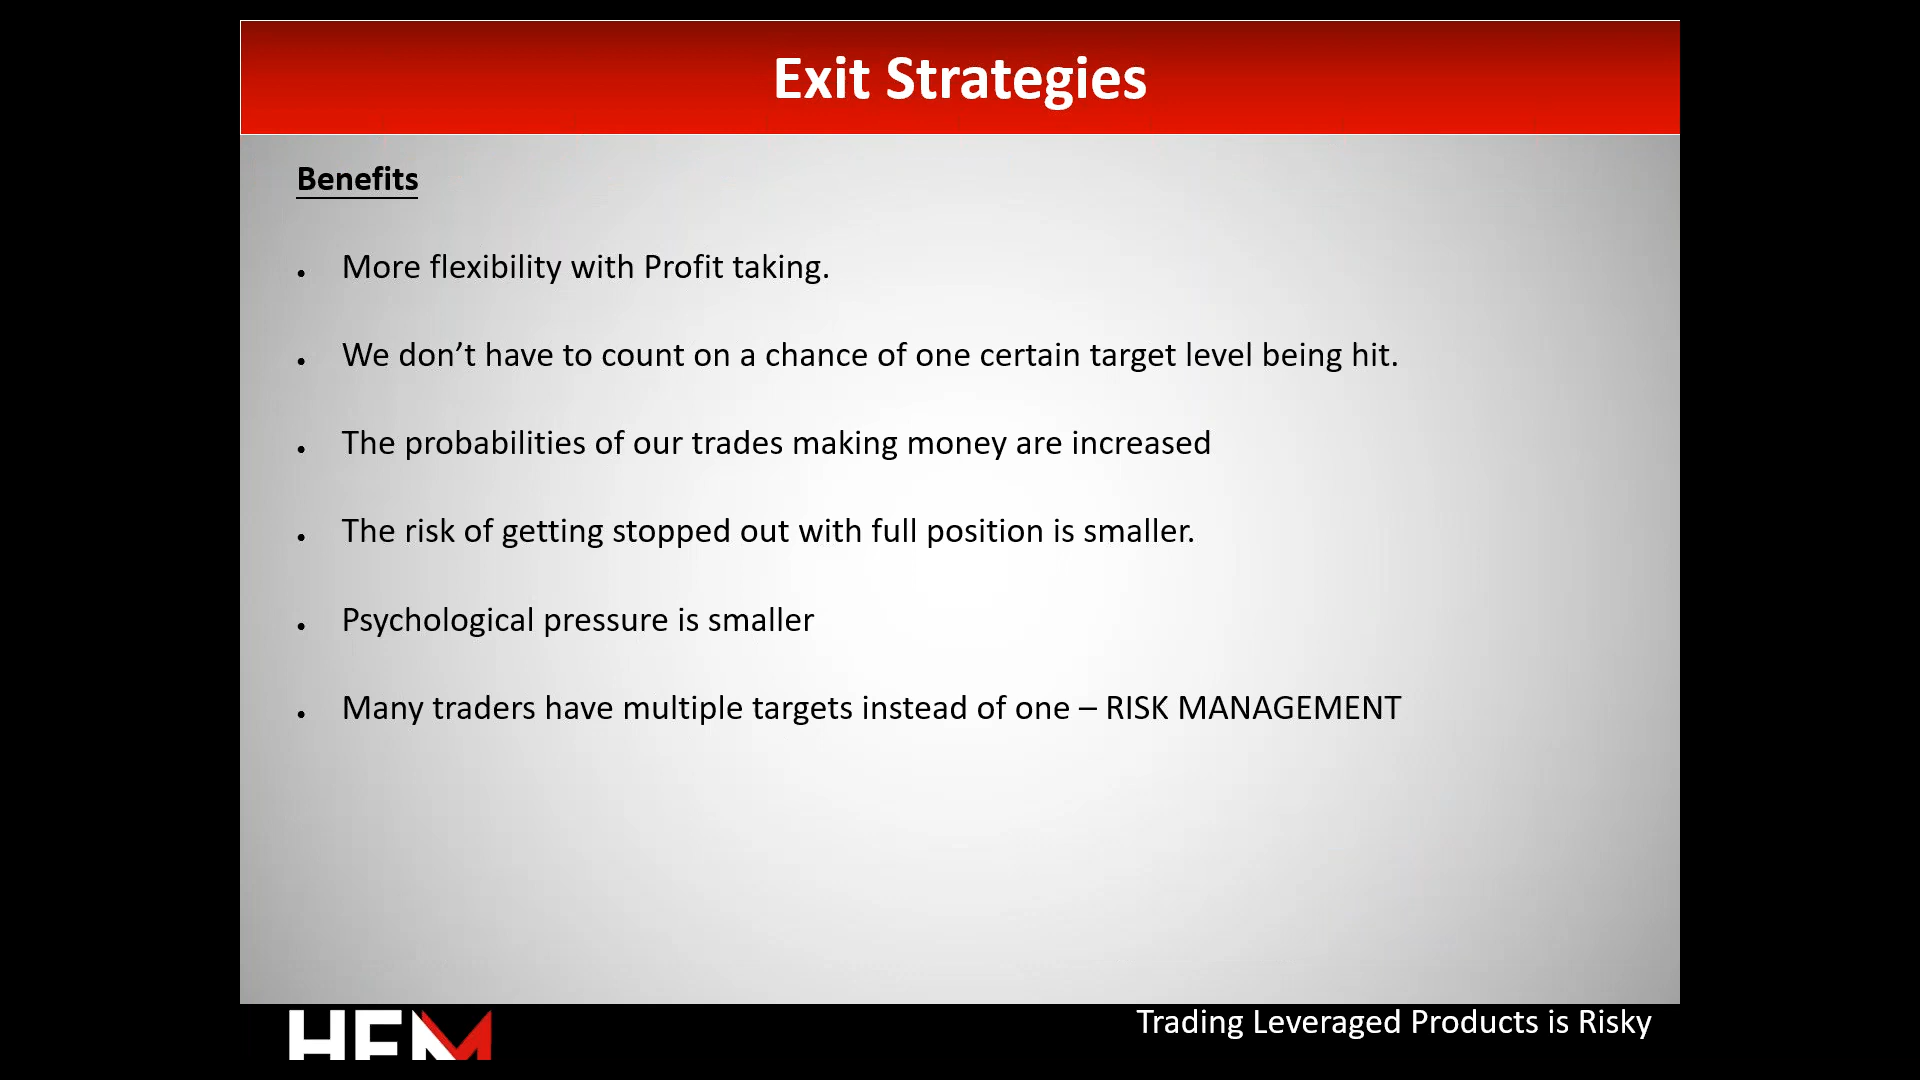 Exit Strategies
Benefits
• More flexibility with Profit taking.
• We don’t have to count on a chance of one certain target level being hit.
• The probabilities of our trades making money are increased
• The risk of getting stopped out with full position is smaller.
• Psychological pressure is smaller
• Many traders have multiple targets instead of one – RISK MANAGEMENT
HFM
Trading Leveraged Products is Risky